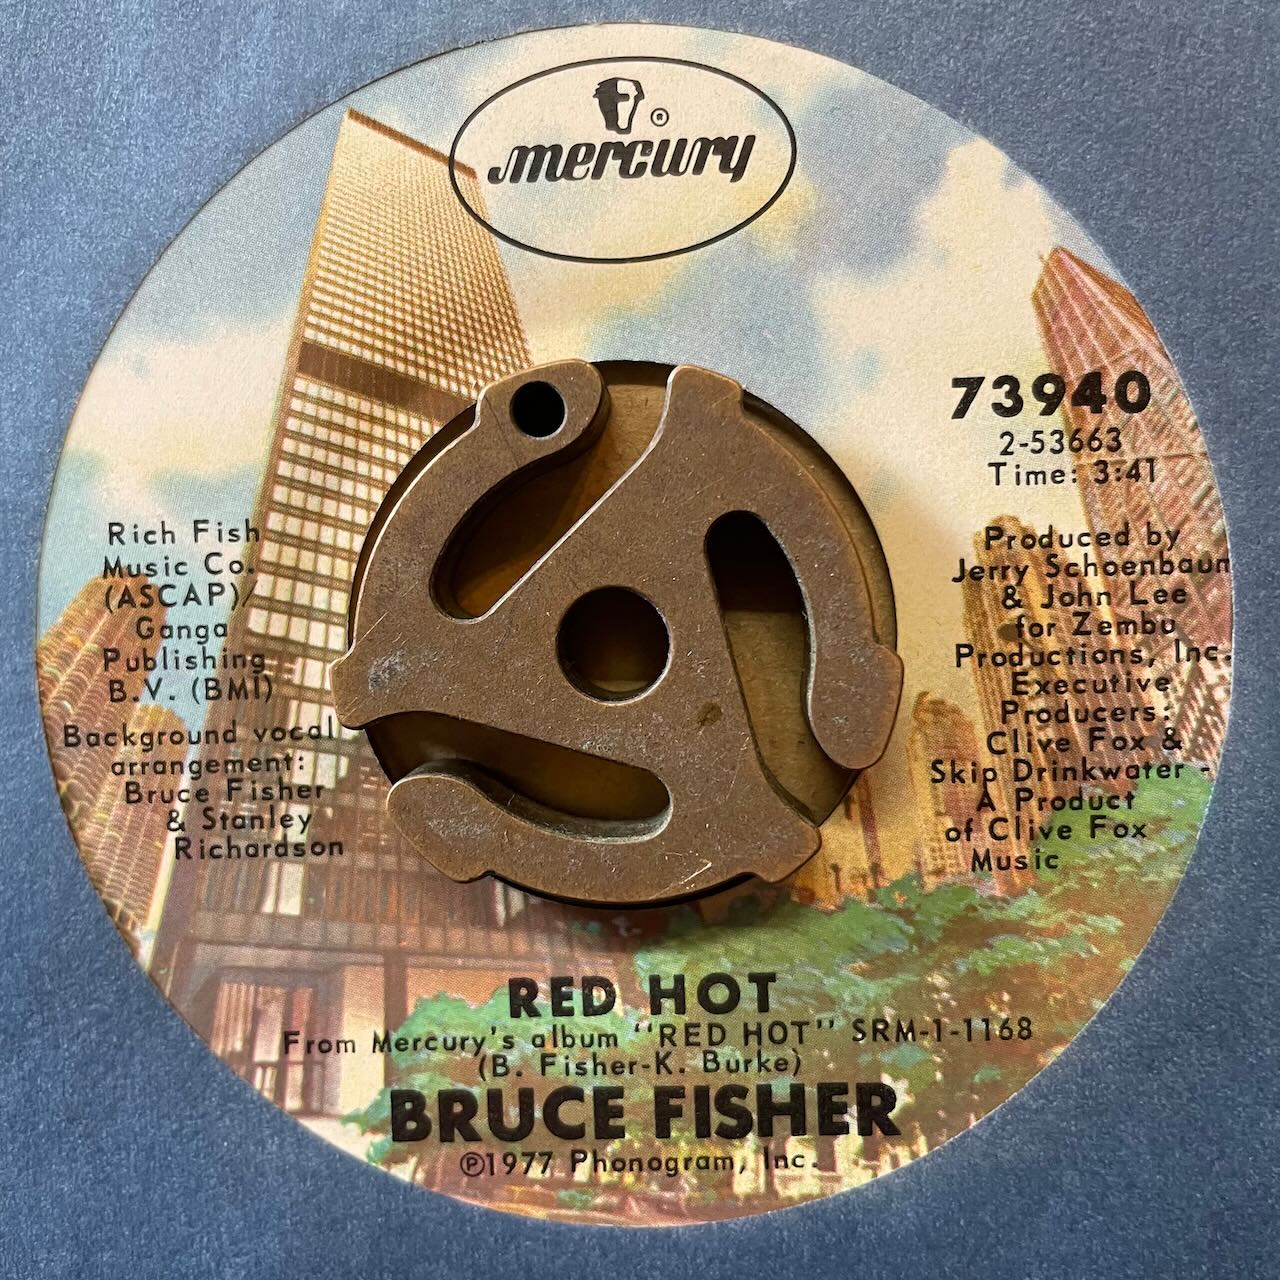 mercury ®
73940
2-53663
Time: 3:41
Rich Fish
Music Co.
(ASCAP)/
Ganga
Publishing
B.V. (BMI)
Background vocal
arrangement:
Bruce Fisher
& Stanley
Richardson
Produced by
Jerry Schoenbaum
& John Lee
for Zembu
Productions, Inc.
Executive
Producers:
Clive Fox &
Skip Drinkwater -
A Product
of Clive Fox
Music
RED HOT
From Mercury's album "RED HOT" SRM-1-1168
(B. Fisher-K. Burke)
BRUCE FISHER
℗1977 Phonogram, Inc.